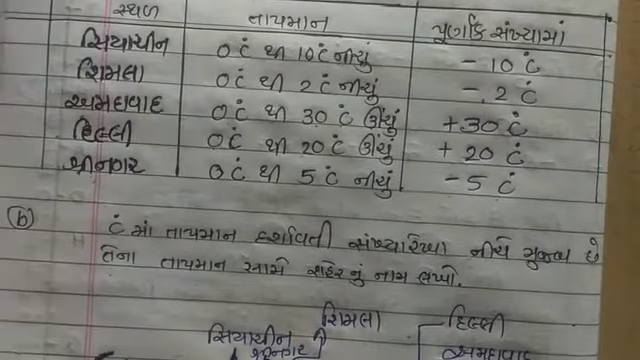 સ્થળ તાપમાન પૂર્ણાંક સંખ્યામાં
સિયાચીન 0°C થી 10°C નીચું - 10°C
શિમલા 0°C થી 2°C નીચું - 2°C
અમદાવાદ 0°C થી 30°C ઊંચું +30°C
દિલ્લી 0°C થી 20°C ઊંચું + 20°C
શ્રીનગર 0°C થી 5°C નીચું - 5°C
(b) °C માં તાપમાન દર્શાવતી સંખ્યારેખા નીચે મુજબ છે
તેના તાપમાન સામે શહેરનું નામ લખો.
શિમલા દિલ્લી
સિયાચીન શ્રીનગર અમદાવાદ